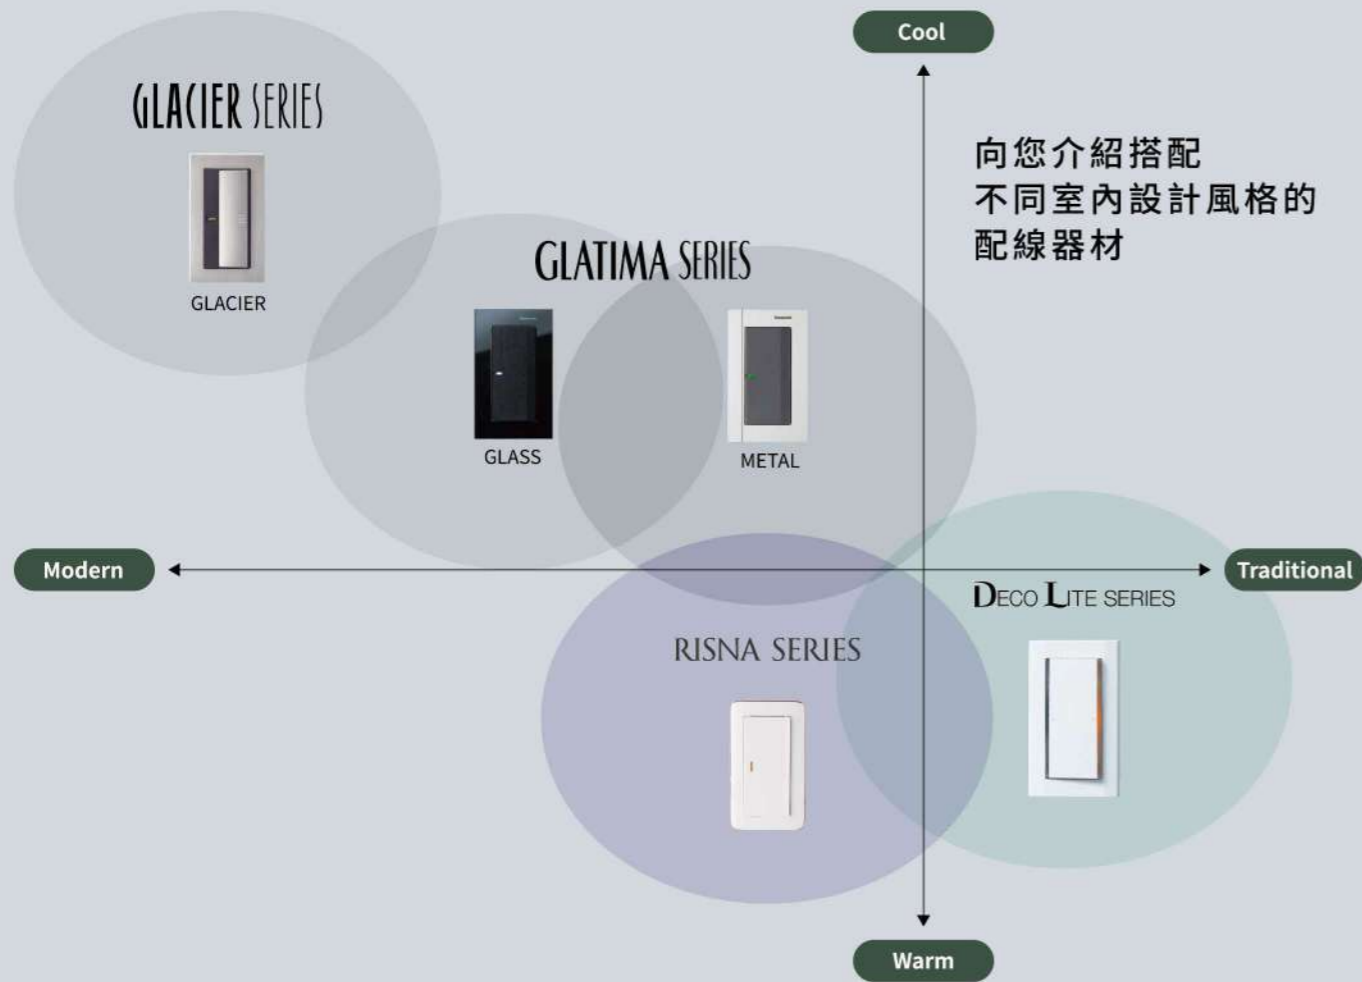 Cool
向您介紹搭配
不同室內設計風格的
配線器材
GLACIER SERIES
GLACIER
GLATIMA SERIES
GLASS
METAL
Modern
Traditional
DECO LITE SERIES
RISNA SERIES
Warm